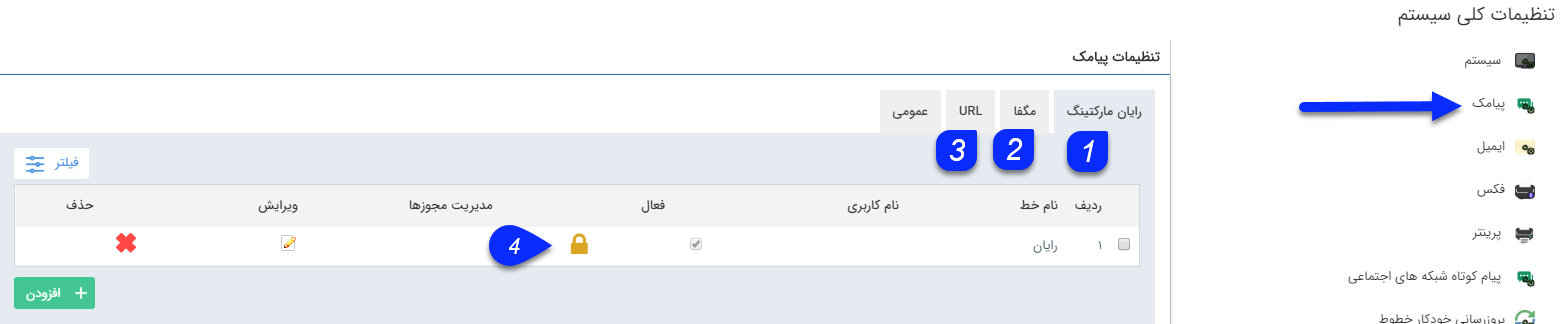 تنظیمات کلی سیستم
سیستم
پیامک
ایمیل
فکس
پرینتر
پیام کوتاه شبکه های اجتماعی
بروزرسانی خودکار خطوط
تنظیمات پیامک
رایان مارکتینگ مگفا URL عمومی
1 2 3
فیلتر
ردیف نام خط نام کاربری فعال مدیریت مجوزها ویرایش حذف
۱ رایان 4
+ افزودن